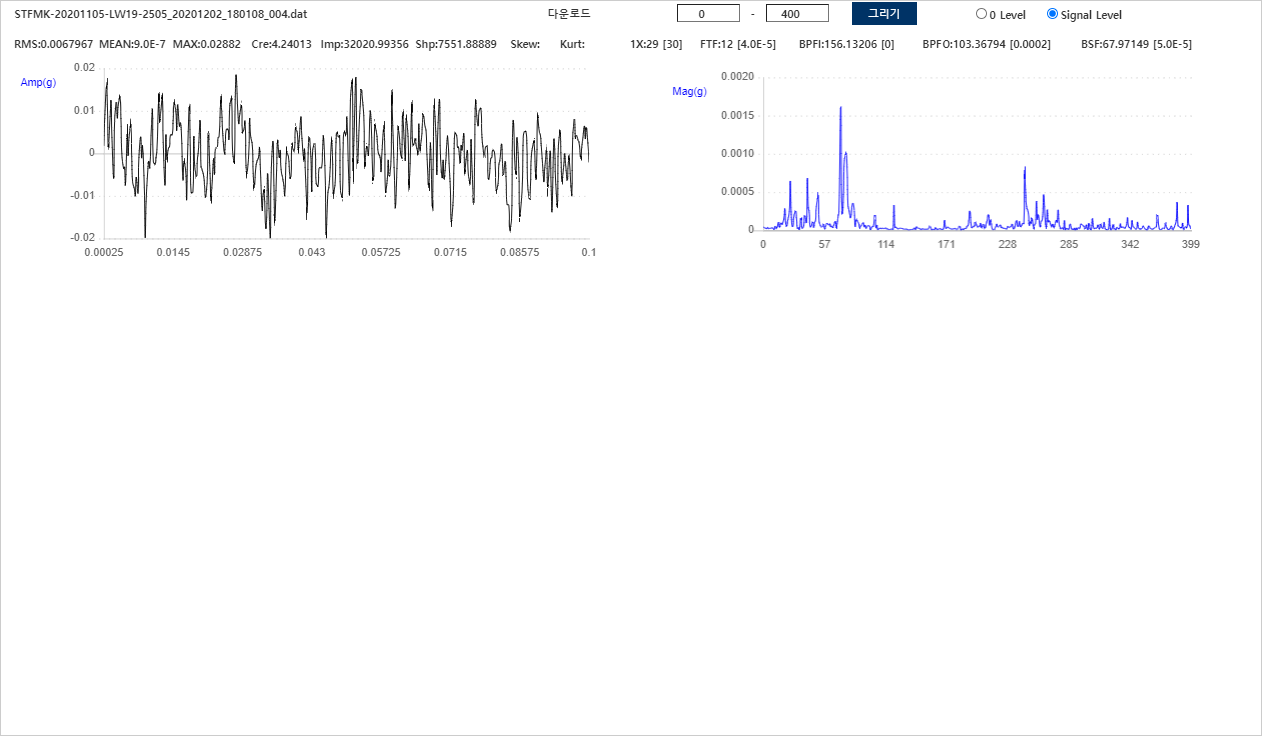 STFMK-20201105-LW19-2505_20201202_180108_004.dat 다운로드 0 - 400 그리기 0 Level Signal Level
RMS:0.0067967 MEAN:9.0E-7 MAX:0.02882 Cre:4.24013 Imp:32020.99356 Shp:7551.88889 Skew: Kurt: 1X:29 [30] FTF:12 [4.0E-5] BPFI:156.13206 [0] BPFO:103.36794 [0.0002] BSF:67.97149 [5.0E-5]
Amp(g)
0.02
0.01
0
-0.01
-0.02
0.00025 0.0145 0.02875 0.043 0.05725 0.0715 0.08575 0.1
Mag(g)
0.0020
0.0015
0.0010
0.0005
0
0 57 114 171 228 285 342 399